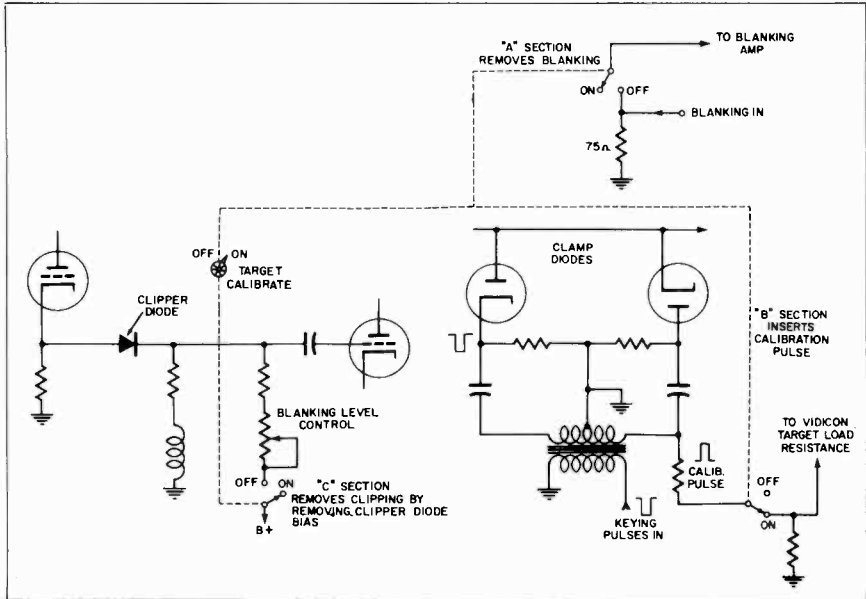 "A" SECTION
REMOVES BLANKING
TO BLANKING
AMP
ON
OFF
BLANKING IN
75Ω
OFF
ON
TARGET
CALIBRATE
CLIPPER
DIODE
CLAMP
DIODES
"B" SECTION
INSERTS
CALIBRATION
PULSE
BLANKING LEVEL
CONTROL
OFF
ON
"C" SECTION
REMOVES CLIPPING BY
REMOVING CLIPPER DIODE
BIAS
B+
KEYING
PULSES IN
CALIB.
PULSE
TO VIDICON
TARGET LOAD
RESISTANCE
OFF
ON